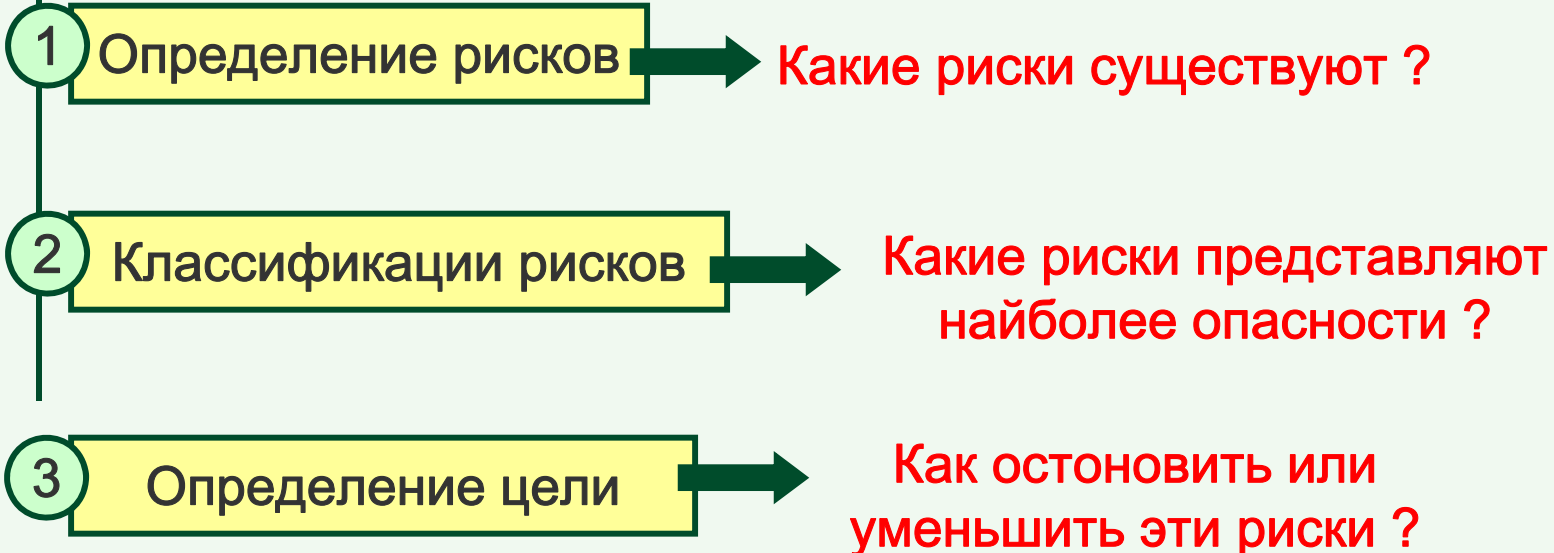 1 Определение рисков Какие риски существуют ?
2 Классификации рисков Какие риски представляют
найболее опасности ?
3 Определение цели Как остоновить или
уменьшить эти риски ?